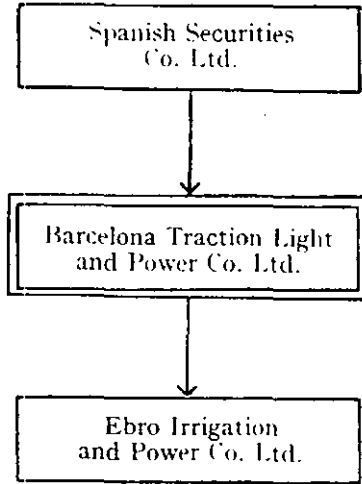 Spanish Securities
Co. Ltd.
Barcelona Traction Light
and Power Co. Ltd.
Ebro Irrigation
and Power Co. Ltd.